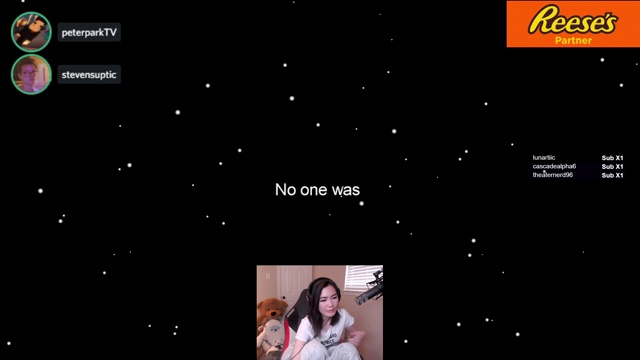 peterparkTV
stevensuptic
REESE'S
Partner
lunartiic Sub X1
cascadealpha6 Sub X1
theaternerd96 Sub X1
No one was